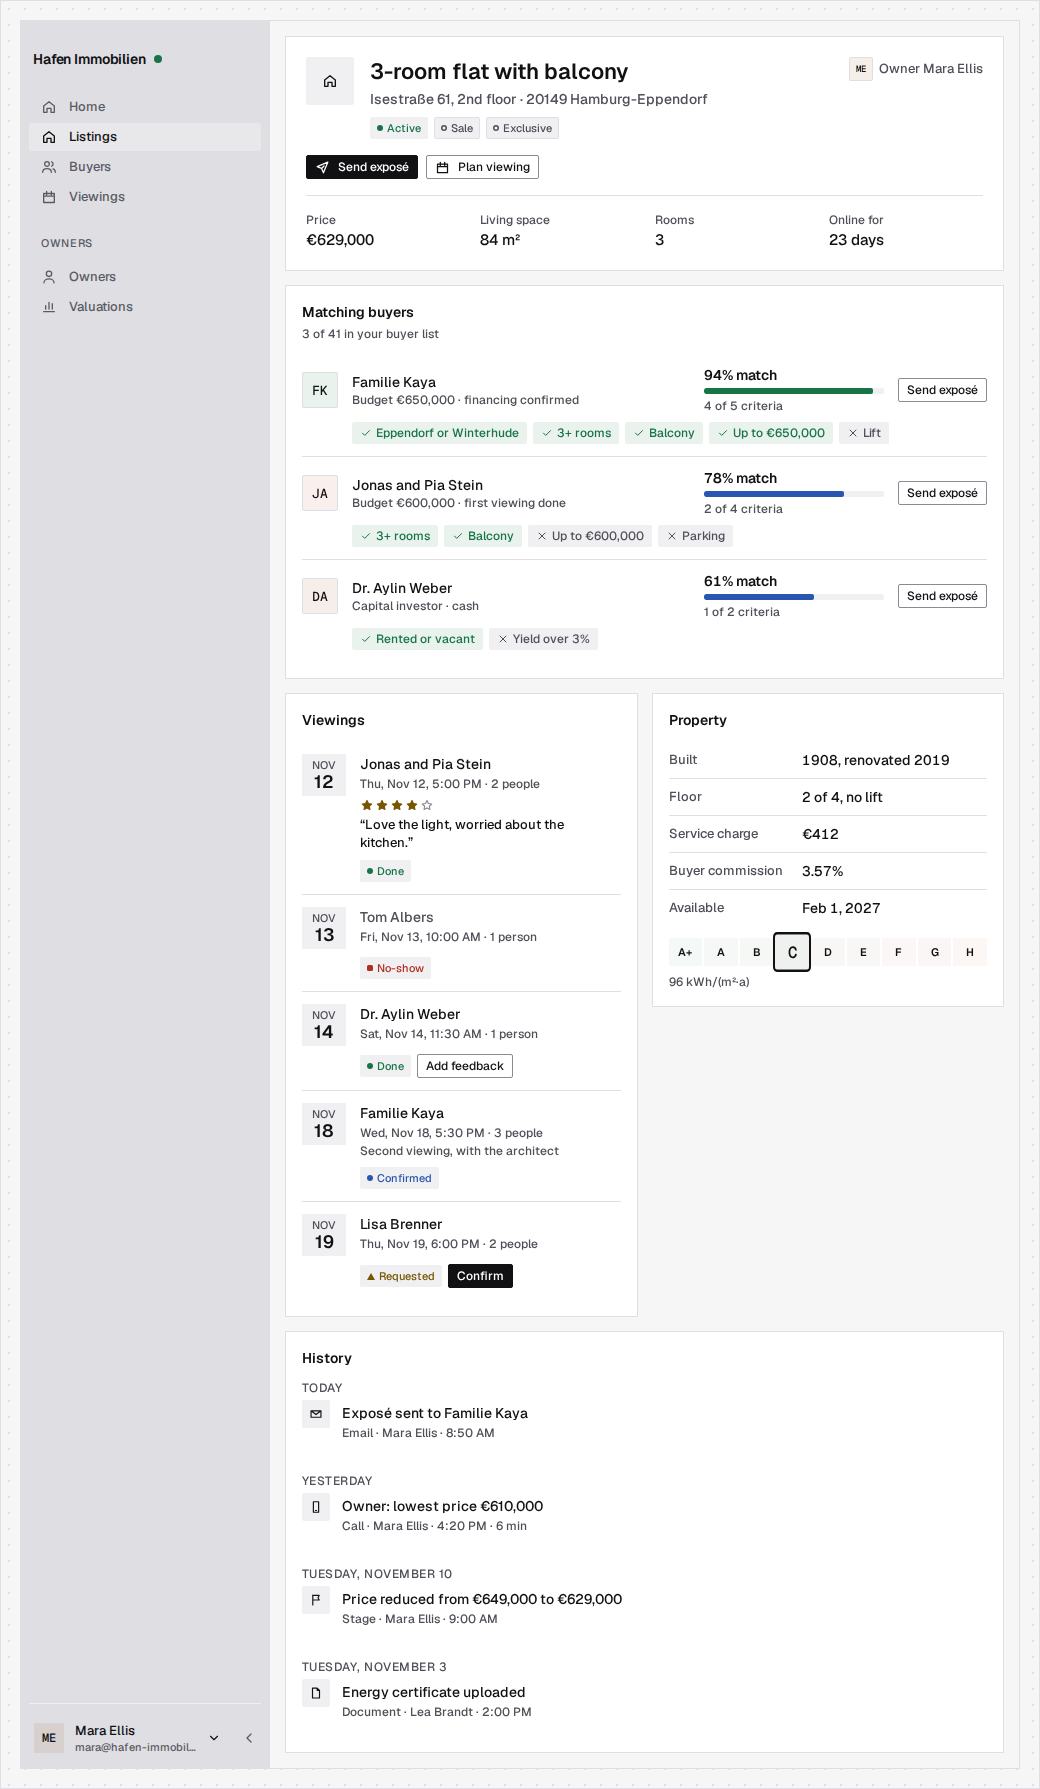 Hafen Immobilien
Home
Listings
Buyers
Viewings
OWNERS
Owners
Valuations
ME
Mara Ellis
mara@hafen-immobil...
3-room flat with balcony
Isestraße 61, 2nd floor · 20149 Hamburg-Eppendorf
Active
Sale
Exclusive
ME
Owner Mara Ellis
Send exposé
Plan viewing
Price
€629,000
Living space
84 m²
Rooms
3
Online for
23 days
Matching buyers
3 of 41 in your buyer list
FK
Familie Kaya
Budget €650,000 · financing confirmed
94% match
4 of 5 criteria
Send exposé
Eppendorf or Winterhude
3+ rooms
Balcony
Up to €650,000
Lift
JA
Jonas and Pia Stein
Budget €600,000 · first viewing done
78% match
2 of 4 criteria
Send exposé
3+ rooms
Balcony
Up to €600,000
Parking
DA
Dr. Aylin Weber
Capital investor · cash
61% match
1 of 2 criteria
Send exposé
Rented or vacant
Yield over 3%
Viewings
NOV
12
Jonas and Pia Stein
Thu, Nov 12, 5:00 PM · 2 people
“Love the light, worried about the
kitchen.”
Done
NOV
13
Tom Albers
Fri, Nov 13, 10:00 AM · 1 person
No-show
NOV
14
Dr. Aylin Weber
Sat, Nov 14, 11:30 AM · 1 person
Done
Add feedback
NOV
18
Familie Kaya
Wed, Nov 18, 5:30 PM · 3 people
Second viewing, with the architect
Confirmed
NOV
19
Lisa Brenner
Thu, Nov 19, 6:00 PM · 2 people
Requested
Confirm
Property
Built
1908, renovated 2019
Floor
2 of 4, no lift
Service charge
€412
Buyer commission
3.57%
Available
Feb 1, 2027
A+
A
B
C
D
E
F
G
H
96 kWh/(m²·a)
History
TODAY
Exposé sent to Familie Kaya
Email · Mara Ellis · 8:50 AM
YESTERDAY
Owner: lowest price €610,000
Call · Mara Ellis · 4:20 PM · 6 min
TUESDAY, NOVEMBER 10
Price reduced from €649,000 to €629,000
Stage · Mara Ellis · 9:00 AM
TUESDAY, NOVEMBER 3
Energy certificate uploaded
Document · Lea Brandt · 2:00 PM